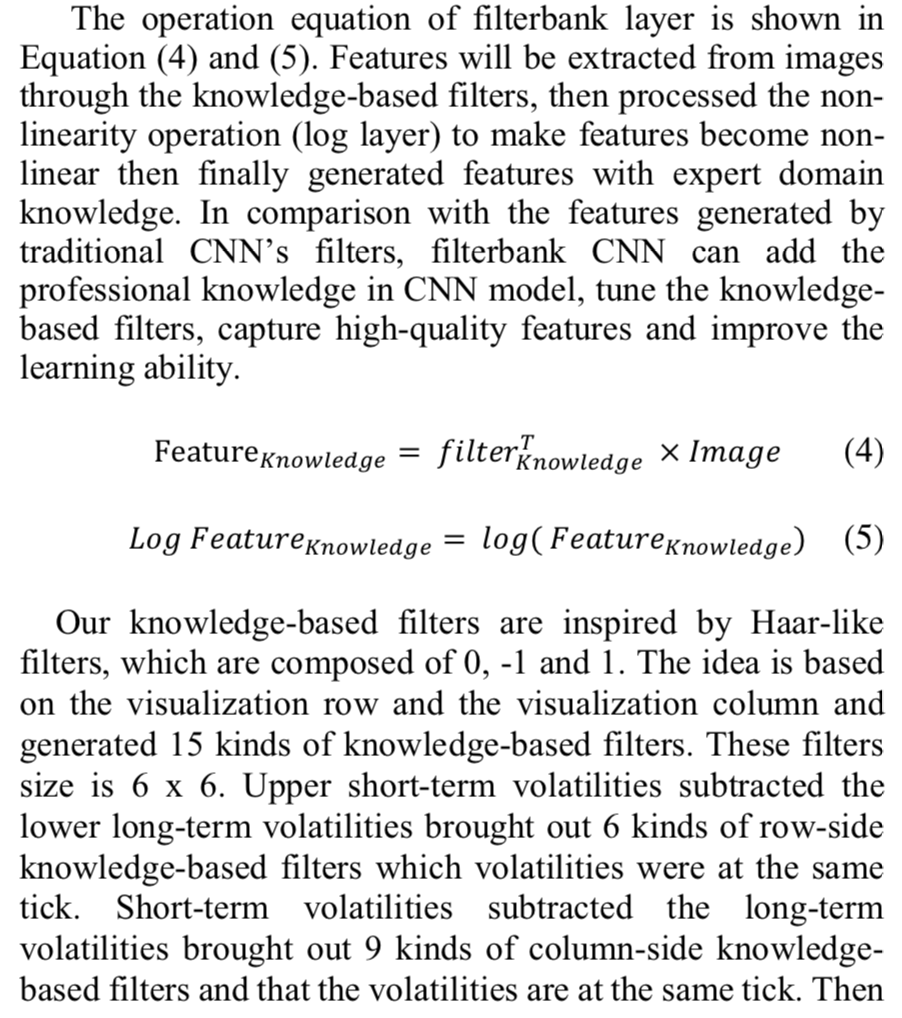 The operation equation of filterbank layer is shown in
Equation (4) and (5). Features will be extracted from images
through the knowledge-based filters, then processed the non-
linearity operation (log layer) to make features become non-
linear then finally generated features with expert domain
knowledge. In comparison with the features generated by
traditional CNN’s filters, filterbank CNN can add the
professional knowledge in CNN model, tune the knowledge-
based filters, capture high-quality features and improve the
learning ability.
Feature_{Knowledge} = filter^{T}_{Knowledge} × Image (4)
Log Feature_{Knowledge} = log( Feature_{Knowledge}) (5)
Our knowledge-based filters are inspired by Haar-like
filters, which are composed of 0, -1 and 1. The idea is based
on the visualization row and the visualization column and
generated 15 kinds of knowledge-based filters. These filters
size is 6 x 6. Upper short-term volatilities subtracted the
lower long-term volatilities brought out 6 kinds of row-side
knowledge-based filters which volatilities were at the same
tick. Short-term volatilities subtracted the long-term
volatilities brought out 9 kinds of column-side knowledge-
based filters and that the volatilities are at the same tick. Then